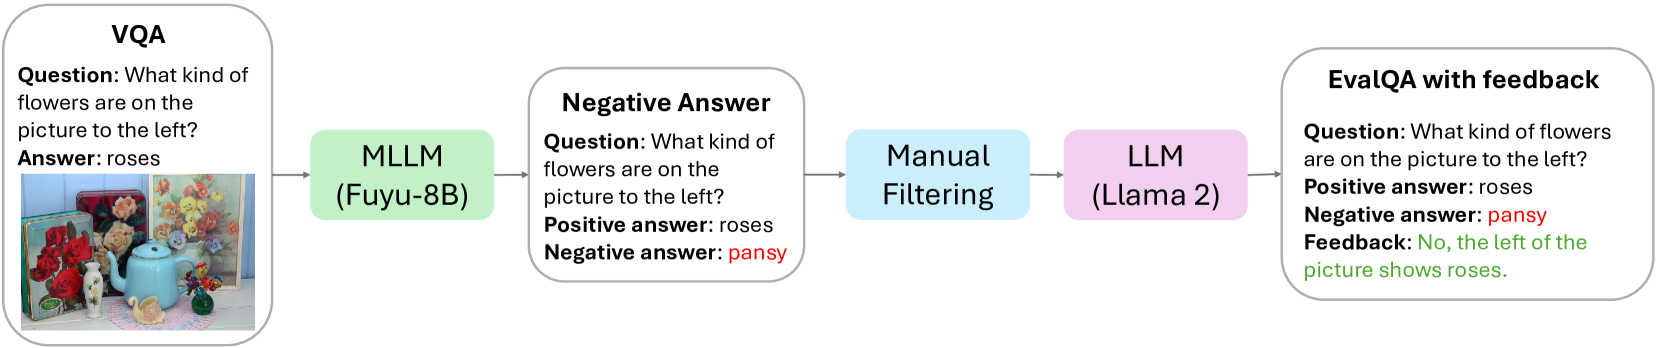 VQA
Question: What kind of
flowers are on the
picture to the left?
Answer: roses
MLLM
(Fuyu-8B)
Negative Answer
Question: What kind of
flowers are on the
picture to the left?
Positive answer: roses
Negative answer: pansy
Manual
Filtering
LLM
(Llama 2)
EvalQA with feedback
Question: What kind of flowers
are on the picture to the left?
Positive answer: roses
Negative answer: pansy
Feedback: No, the left of the
picture shows roses.